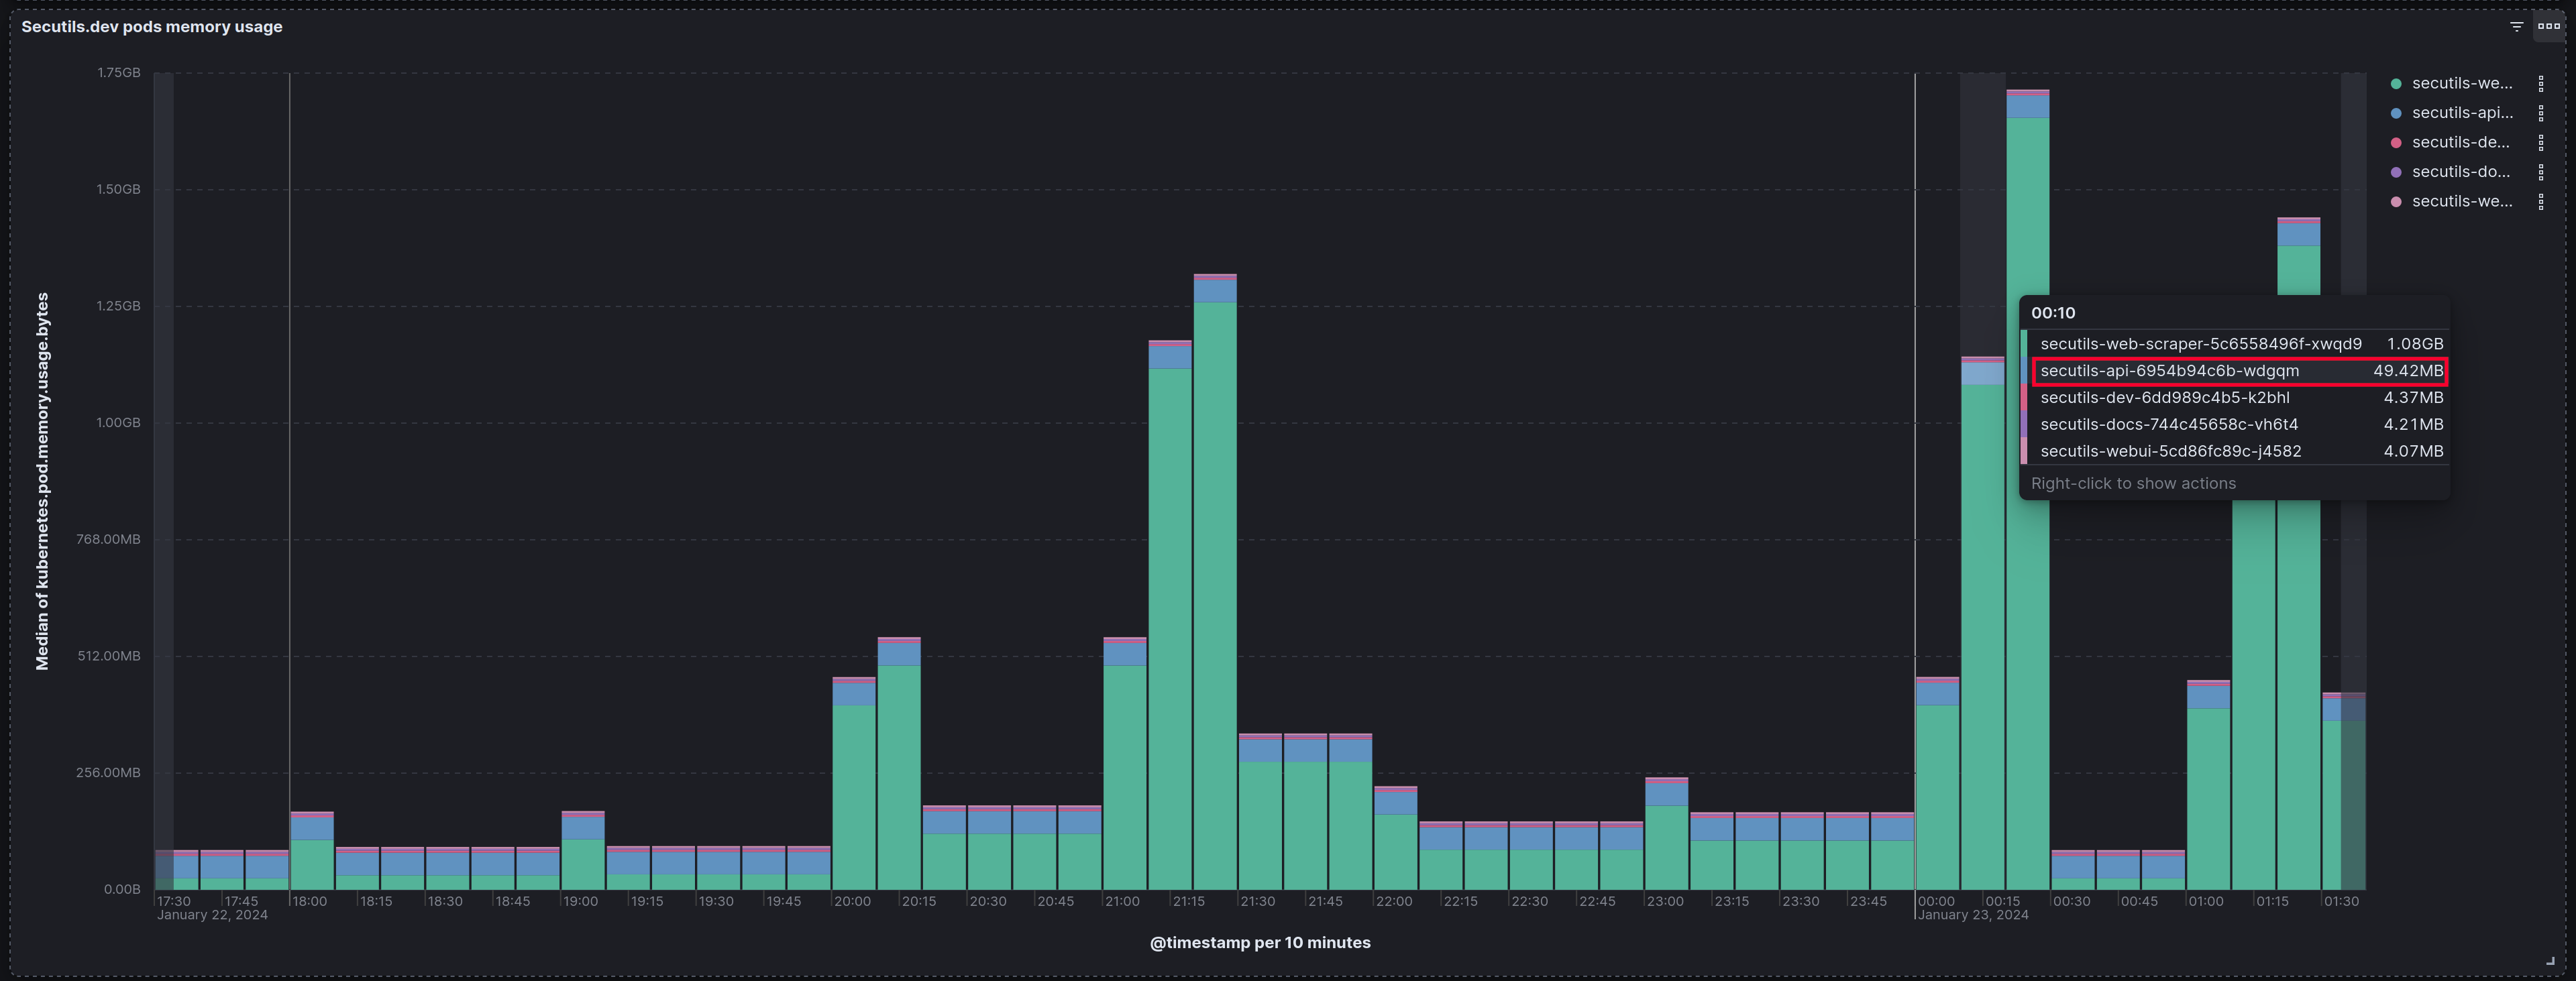 Secutils.dev pods memory usage
1.75GB
1.50GB
1.25GB
1.00GB
768.00MB
512.00MB
256.00MB
0.00B
Median of kubernetes.pod.memory.usage.bytes
17:30 17:45 18:00 18:15 18:30 18:45 19:00 19:15 19:30 19:45 20:00 20:15 20:30 20:45 21:00 21:15 21:30 21:45 22:00 22:15 22:30 22:45 23:00 23:15 23:30 23:45 00:00 00:15 00:30 00:45 01:00 01:15 01:30
January 22, 2024 January 23, 2024
@timestamp per 10 minutes
secutils-we...
secutils-api...
secutils-de...
secutils-do...
secutils-we...
00:10
secutils-web-scraper-5c6558496f-xwqd9 1.08GB
secutils-api-6954b94c6b-wdgqm 49.42MB
secutils-dev-6dd989c4b5-k2bhl 4.37MB
secutils-docs-744c45658c-vh6t4 4.21MB
secutils-webui-5cd86fc89c-j4582 4.07MB
Right-click to show actions